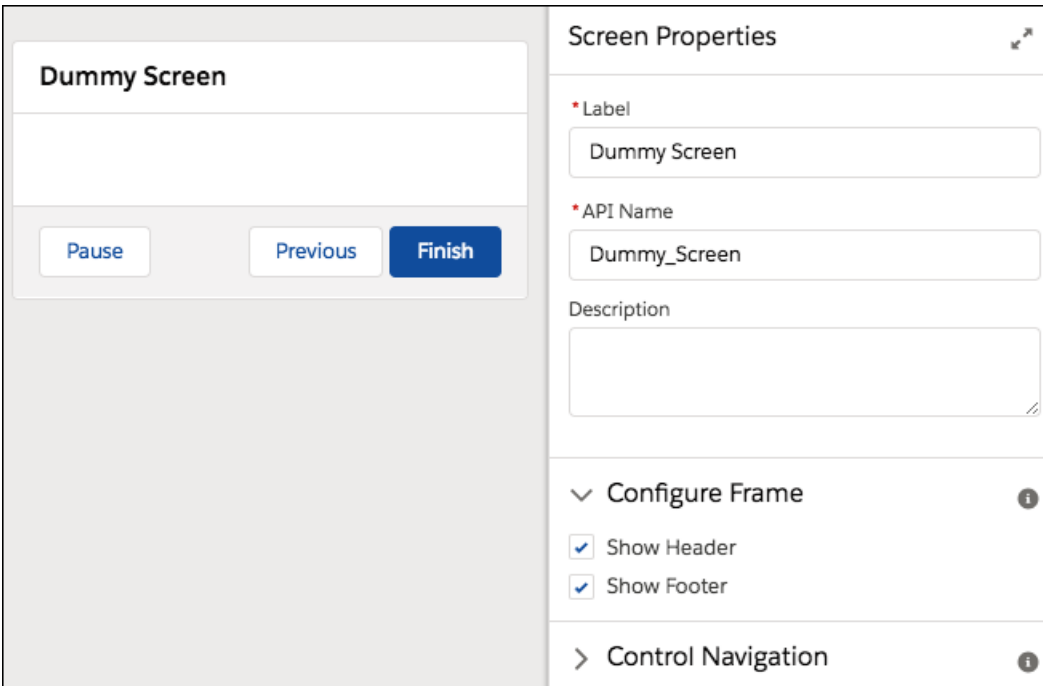 Dummy Screen
Pause
Previous
Finish
Screen Properties
*Label
Dummy Screen
*API Name
Dummy_Screen
Description
Configure Frame
Show Header
Show Footer
Control Navigation